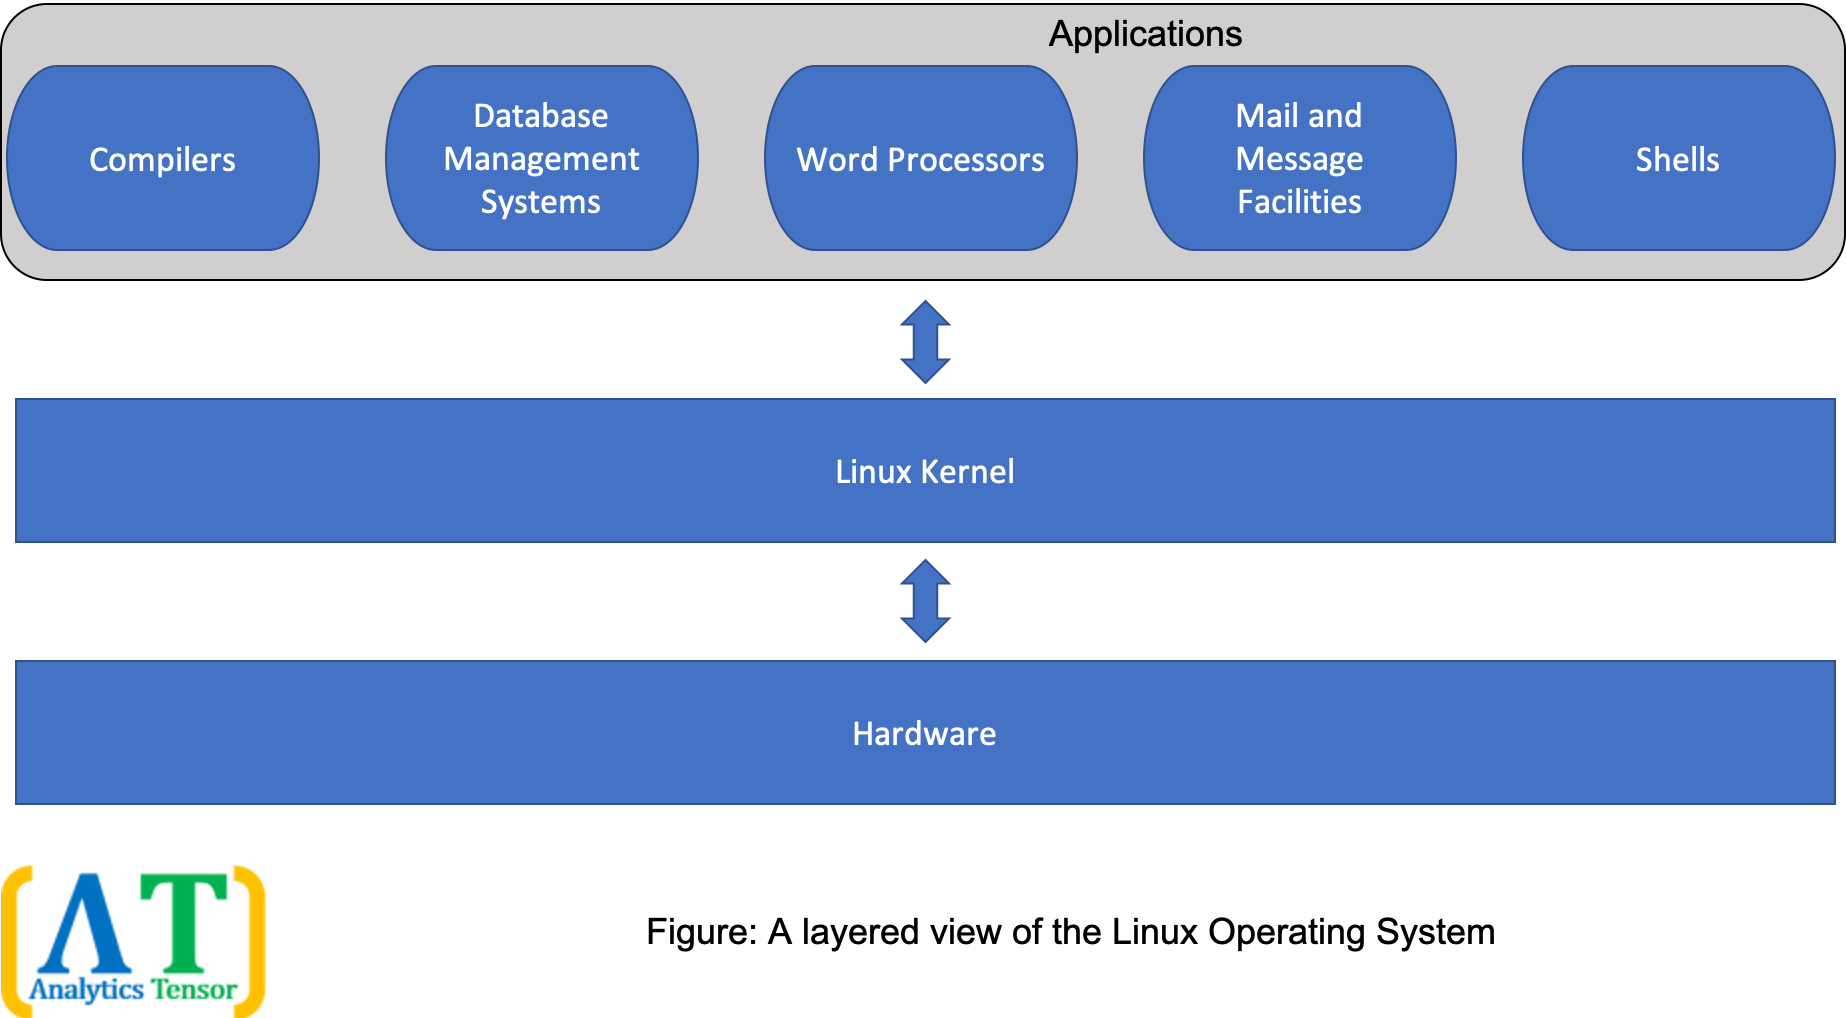 Applications
Compilers
Database
Management
Systems
Word Processors
Mail and
Message
Facilities
Shells
Linux Kernel
Hardware
AT
Analytics Tensor
Figure: A layered view of the Linux Operating System